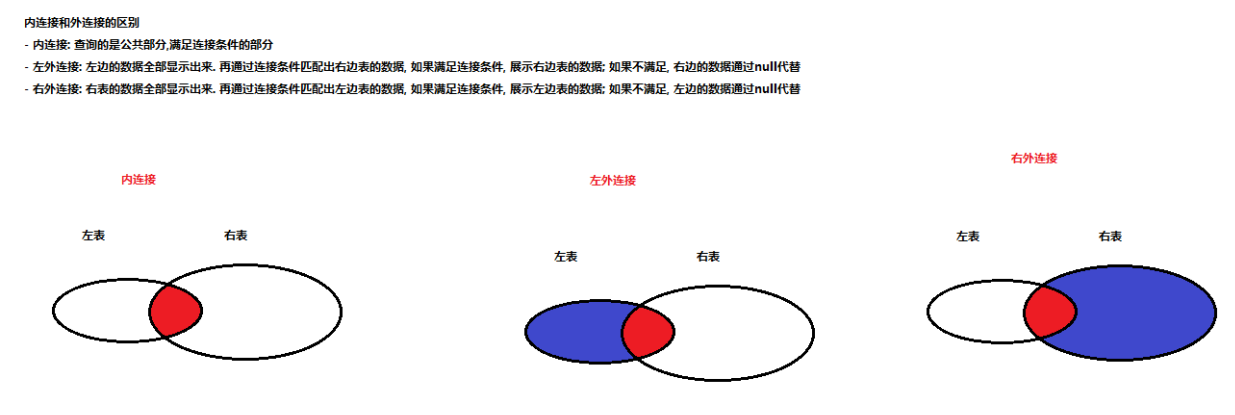 内连接和外连接的区别
- 内连接: 查询的是公共部分,满足连接条件的部分
- 左外连接: 左边的数据全部显示出来. 再通过连接条件匹配出右边表的数据, 如果满足连接条件, 展示右边表的数据; 如果不满足, 右边的数据通过null代替
- 右外连接: 右表的数据全部显示出来. 再通过连接条件匹配出左边表的数据, 如果满足连接条件, 展示左边表的数据; 如果不满足, 左边的数据通过null代替
内连接
左表 右表
左外连接
左表 右表
右外连接
左表 右表